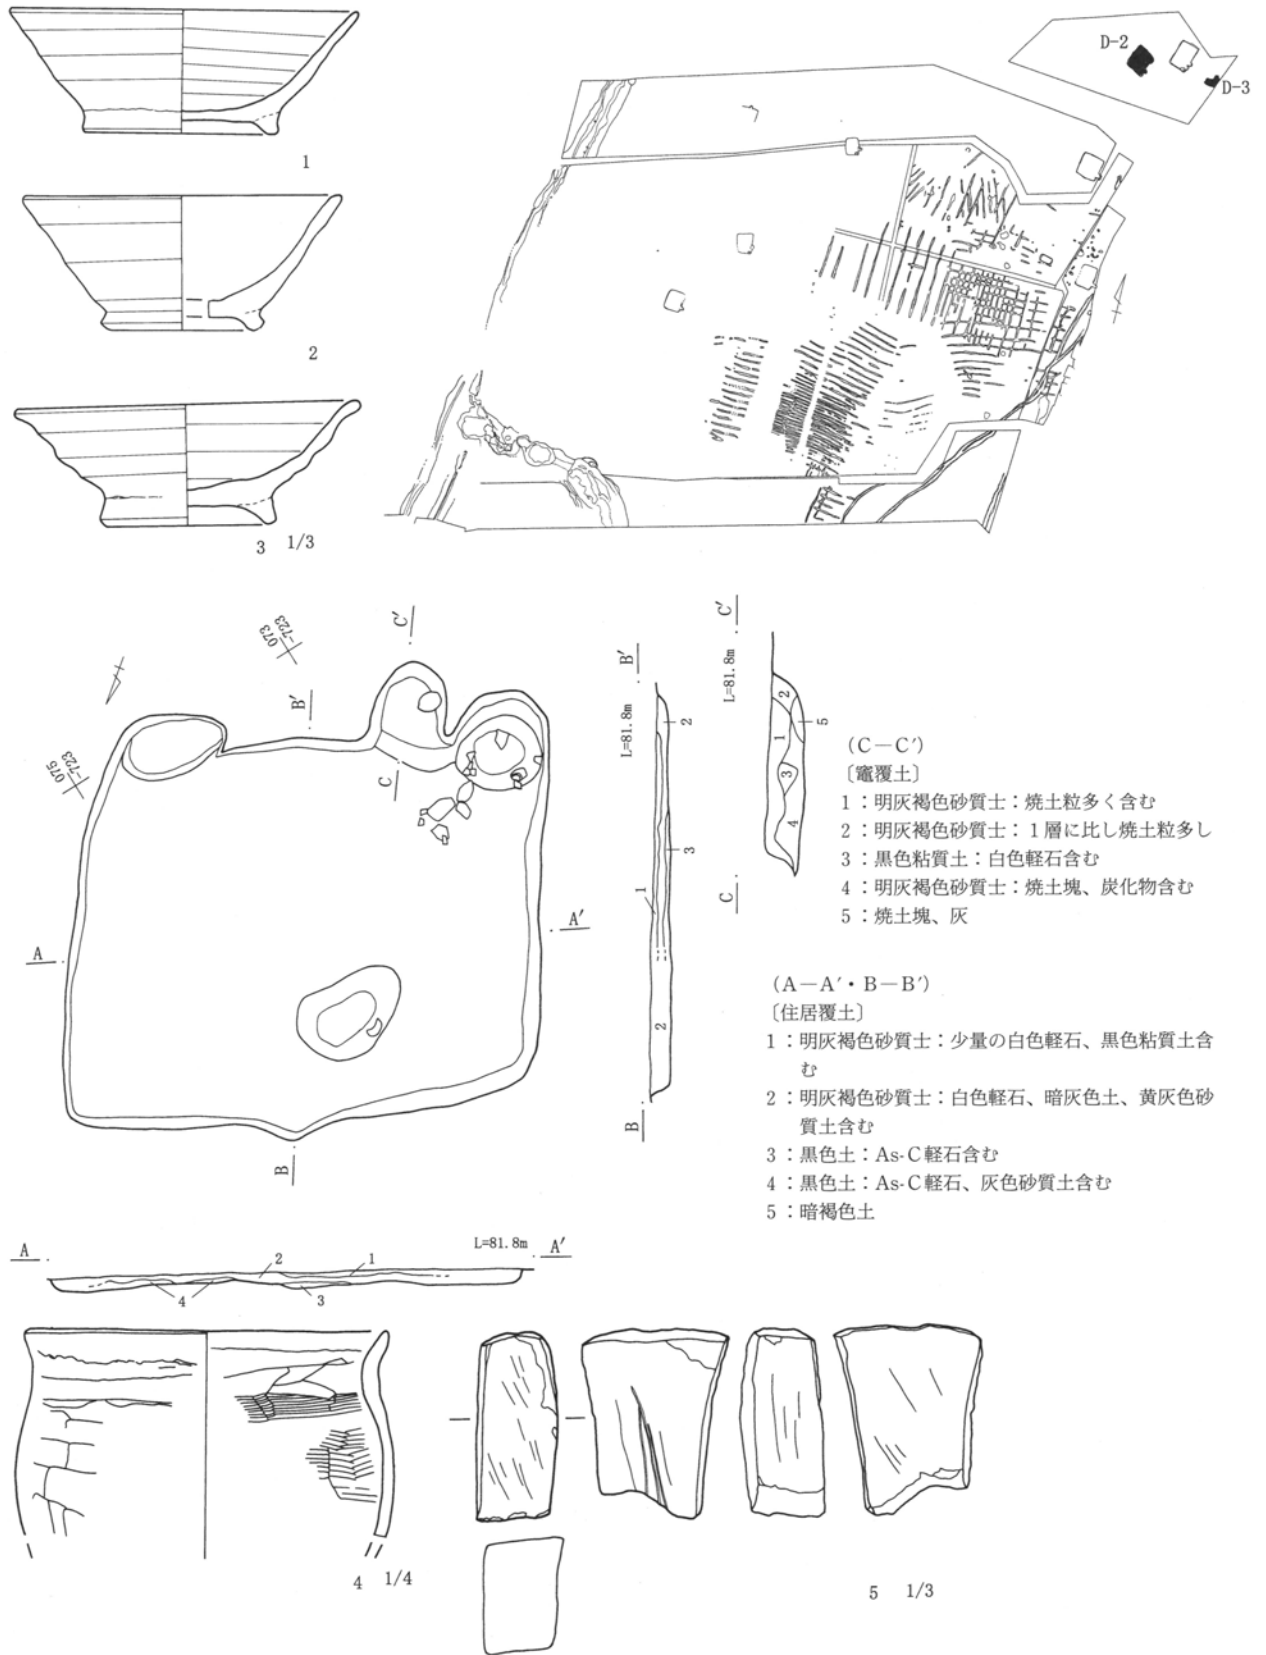 D-2
D-3
1
2
3 1/3
C'
073
-723
B'
075
-723
C
A
A'
B
B'
L=81.8m
2
3
1
2
B
C'
L=81.8m
2
1
5
3
4
C
(C－C′)
〔竈覆土〕
1：明灰褐色砂質士：焼土粒多く含む
2：明灰褐色砂質士：1層に比し焼土粒多し
3：黒色粘質土：白色軽石含む
4：明灰褐色砂質士：焼土塊、炭化物含む
5：焼土塊、灰
(A－A′・B－B′)
〔住居覆土〕
1：明灰褐色砂質士：少量の白色軽石、黒色粘質土含
む
2：明灰褐色砂質士：白色軽石、暗灰色土、黄灰色砂
質土含む
3：黒色土：As-C軽石含む
4：黒色土：As-C軽石、灰色砂質土含む
5：暗褐色土
A
L=81.8m
A'
2
1
4
3
4 1/4
5 1/3